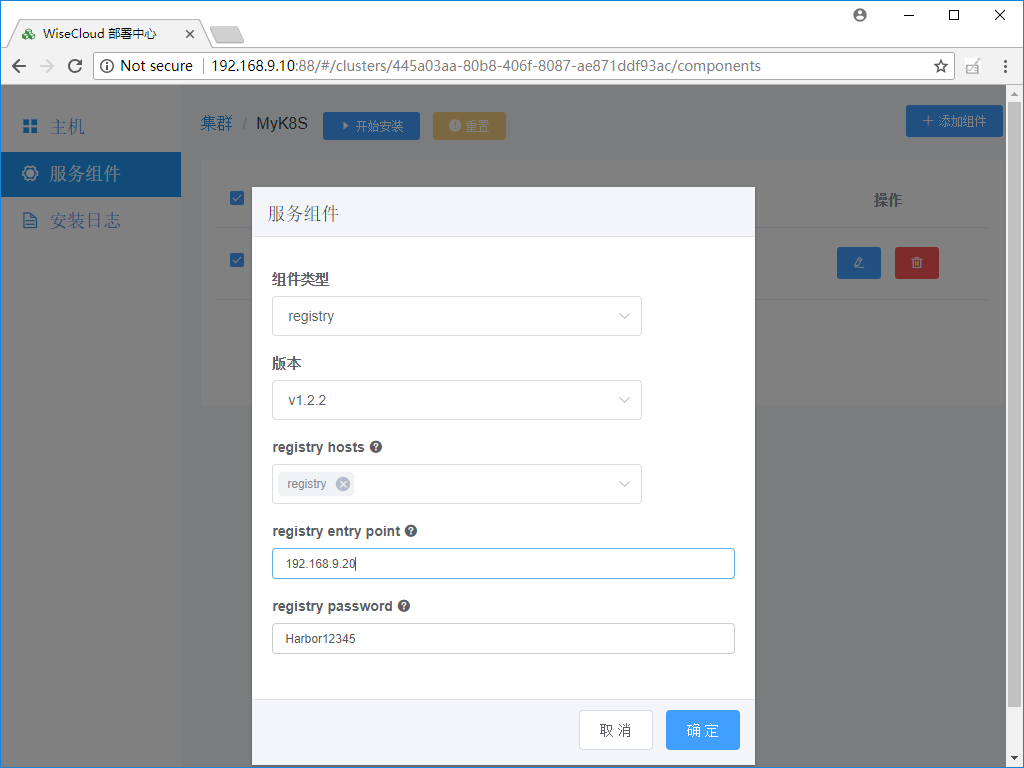 WiseCloud 部署中心
Not secure 192.168.9.10:88/#/clusters/445a03aa-80b8-406f-8087-ae871ddf93ac/components
主机
服务组件
安装日志
集群 / MyK8S 开始安装 重置 添加组件
操作
服务组件
组件类型
registry
版本
v1.2.2
registry hosts
registry
registry entry point
192.168.9.20
registry password
Harbor12345
取消 确定